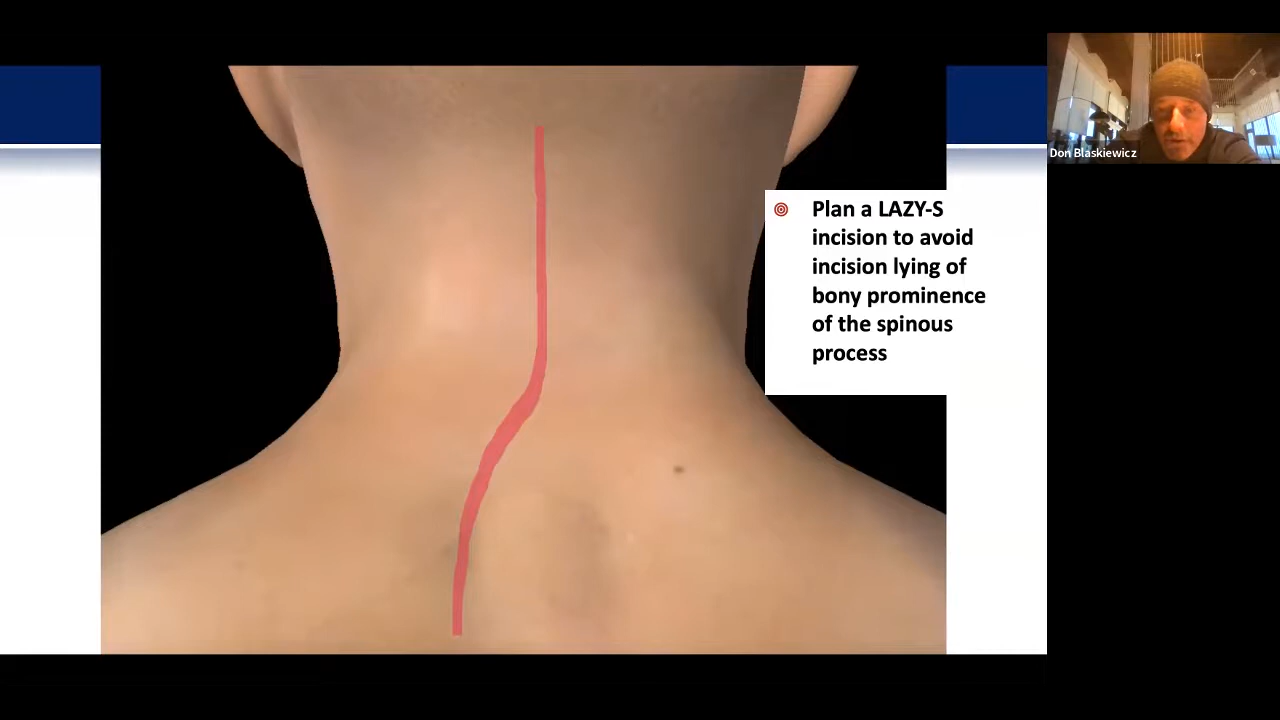 Plan a LAZY-S
incision to avoid
incision lying of
bony prominence
of the spinous
process
Don Blaskiewicz